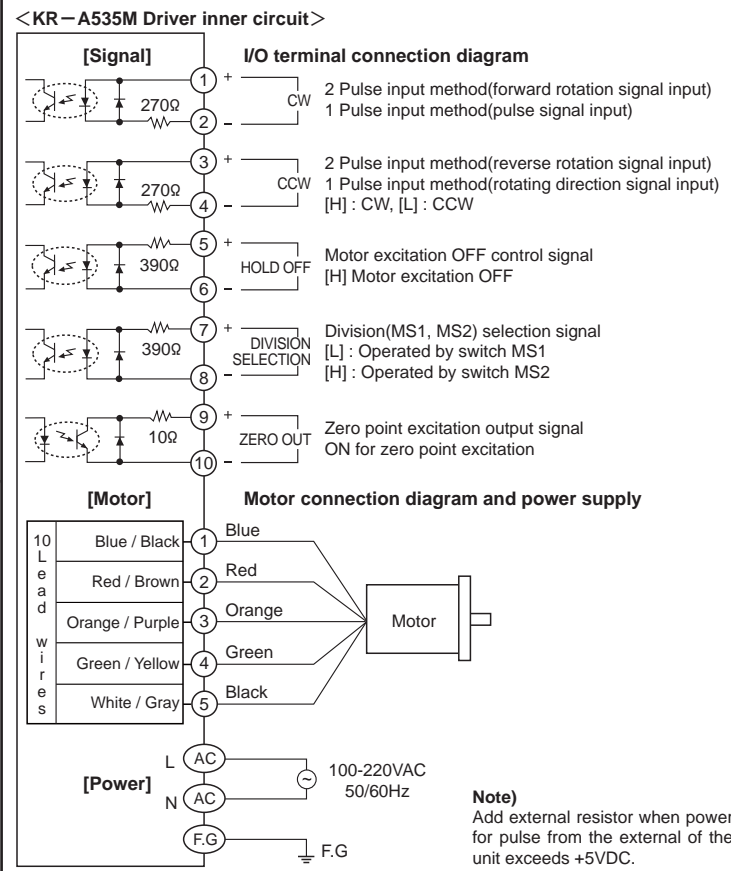 ＜KR－A535M Driver inner circuit＞
[Signal]
I/O terminal connection diagram
1 +
270Ω
CW
2 −
2 Pulse input method(forward rotation signal input)
1 Pulse input method(pulse signal input)
3 +
270Ω
CCW
4 −
2 Pulse input method(reverse rotation signal input)
1 Pulse input method(rotating direction signal input)
[H] : CW, [L] : CCW
5 +
390Ω
HOLD OFF
6 −
Motor excitation OFF control signal
[H] Motor excitation OFF
7 +
390Ω
DIVISION
SELECTION
8 −
Division(MS1, MS2) selection signal
[L] : Operated by switch MS1
[H] : Operated by switch MS2
9 +
10Ω
ZERO OUT
10 −
Zero point excitation output signal
ON for zero point excitation
[Motor]
Motor connection diagram and power supply
10 Lead wires
Blue / Black 1 Blue
Red / Brown 2 Red
Orange / Purple 3 Orange
Green / Yellow 4 Green
White / Gray 5 Black
Motor
[Power]
L AC
N AC
100-220VAC
50/60Hz
F.G
F.G
Note)
Add external resistor when power
for pulse from the external of the
unit exceeds +5VDC.